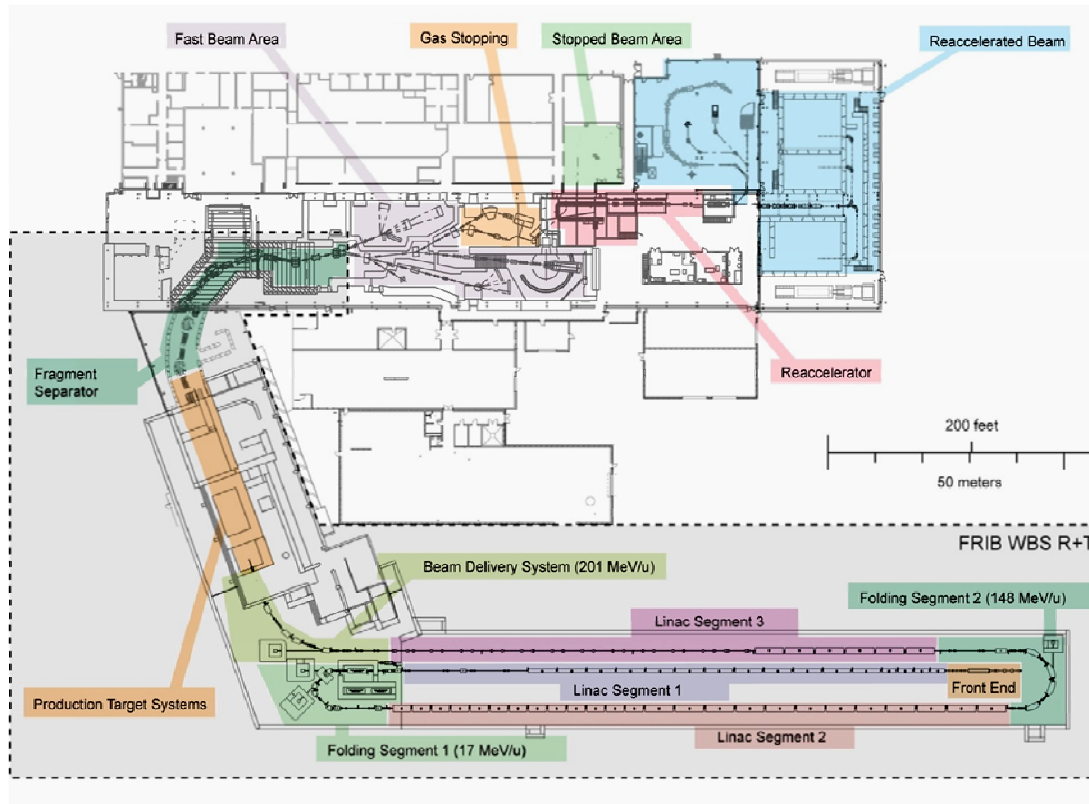 Fast Beam Area
Gas Stopping
Stopped Beam Area
Reaccelerated Beam
Fragment
Separator
Reaccelerator
200 feet
50 meters
FRIB WBS R+T
Beam Delivery System (201 MeV/u)
Folding Segment 2 (148 MeV/u)
Linac Segment 3
Linac Segment 1
Front End
Production Target Systems
Linac Segment 2
Folding Segment 1 (17 MeV/u)